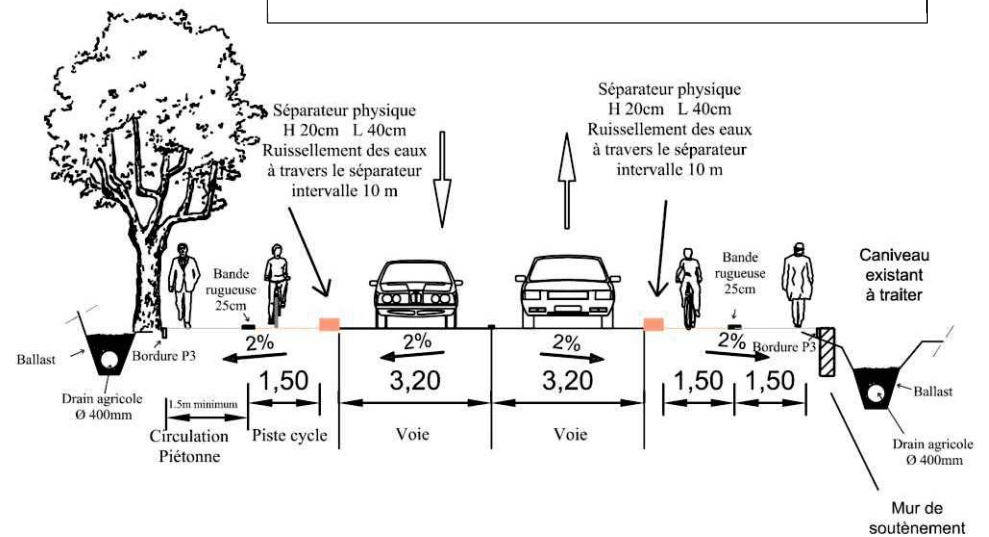 Séparateur physique
H 20cm L 40cm
Ruissellement des eaux
à travers le séparateur
intervalle 10 m
Séparateur physique
H 20cm L 40cm
Ruissellement des eaux
à travers le séparateur
intervalle 10 m
Bande
rugueuse
25cm
Bande
rugueuse
25cm
Caniveau
existant
à traiter
Ballast
Bordure P3
2%
2%
2%
2%
Bordure P3
Ballast
Drain agricole
Ø 400mm
1.5m minimum
1,50
3,20
3,20
1,50
1,50
Drain agricole
Ø 400mm
Circulation
Piétonne
Piste cycle
Voie
Voie
Mur de
soutènement